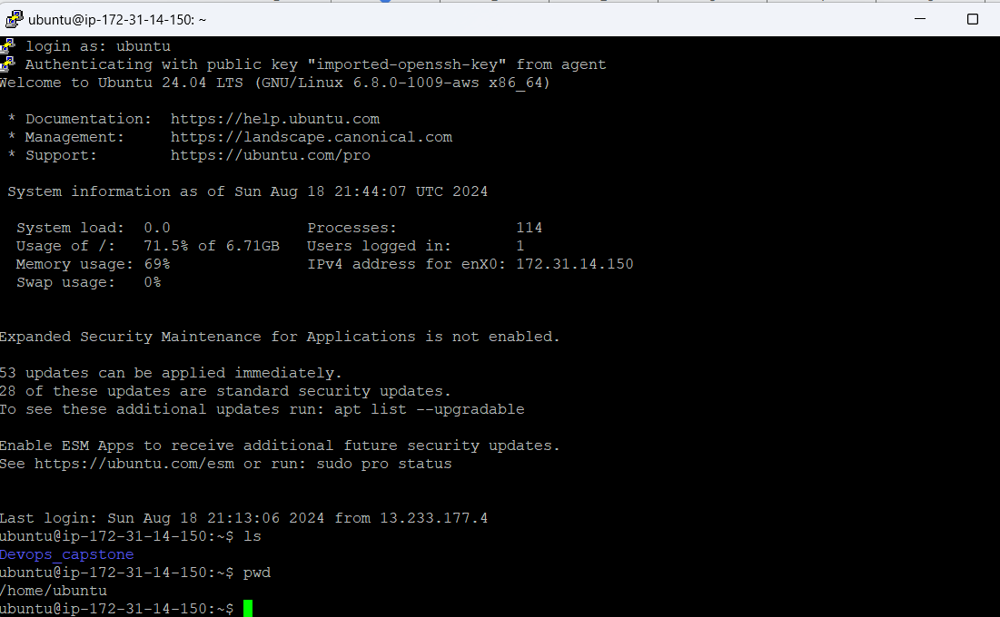 ubuntu@ip-172-31-14-150: ~
login as: ubuntu
Authenticating with public key "imported-openssh-key" from agent
Welcome to Ubuntu 24.04 LTS (GNU/Linux 6.8.0-1009-aws x86_64)
* Documentation:  https://help.ubuntu.com
* Management:     https://landscape.canonical.com
* Support:        https://ubuntu.com/pro
System information as of Sun Aug 18 21:44:07 UTC 2024
System load:  0.0               Processes:             114
Usage of /:   71.5% of 6.71GB   Users logged in:       1
Memory usage: 69%               IPv4 address for enX0: 172.31.14.150
Swap usage:   0%
Expanded Security Maintenance for Applications is not enabled.
53 updates can be applied immediately.
28 of these updates are standard security updates.
To see these additional updates run: apt list --upgradable
Enable ESM Apps to receive additional future security updates.
See https://ubuntu.com/esm or run: sudo pro status
Last login: Sun Aug 18 21:13:06 2024 from 13.233.177.4
ubuntu@ip-172-31-14-150:~$ ls
Devops_capstone
ubuntu@ip-172-31-14-150:~$ pwd
/home/ubuntu
ubuntu@ip-172-31-14-150:~$